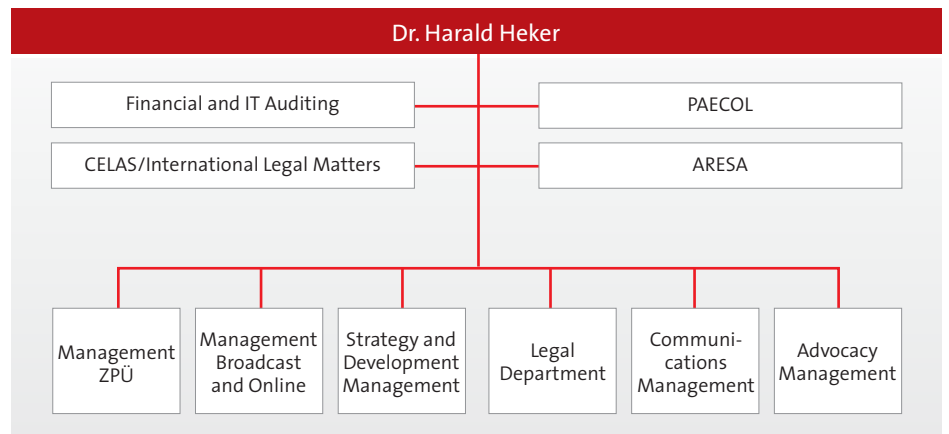 Dr. Harald Heker
Financial and IT Auditing
PAECOL
CELAS/International Legal Matters
ARESA
Management
ZPÜ
Management
Broadcast
and Online
Strategy and
Development
Management
Legal
Department
Communi-
cations
Management
Advocacy
Management